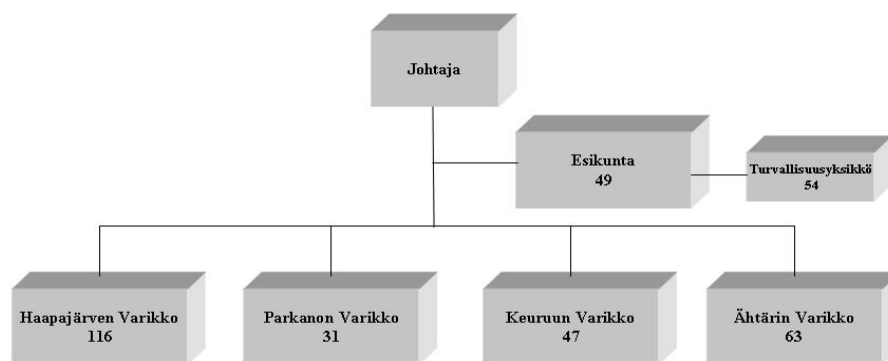 Johtaja
Esikunta
49
Turvallisuusyksikkö
54
Haapajärven Varikko
116
Parkanon Varikko
31
Keuruun Varikko
47
Ähtärin Varikko
63